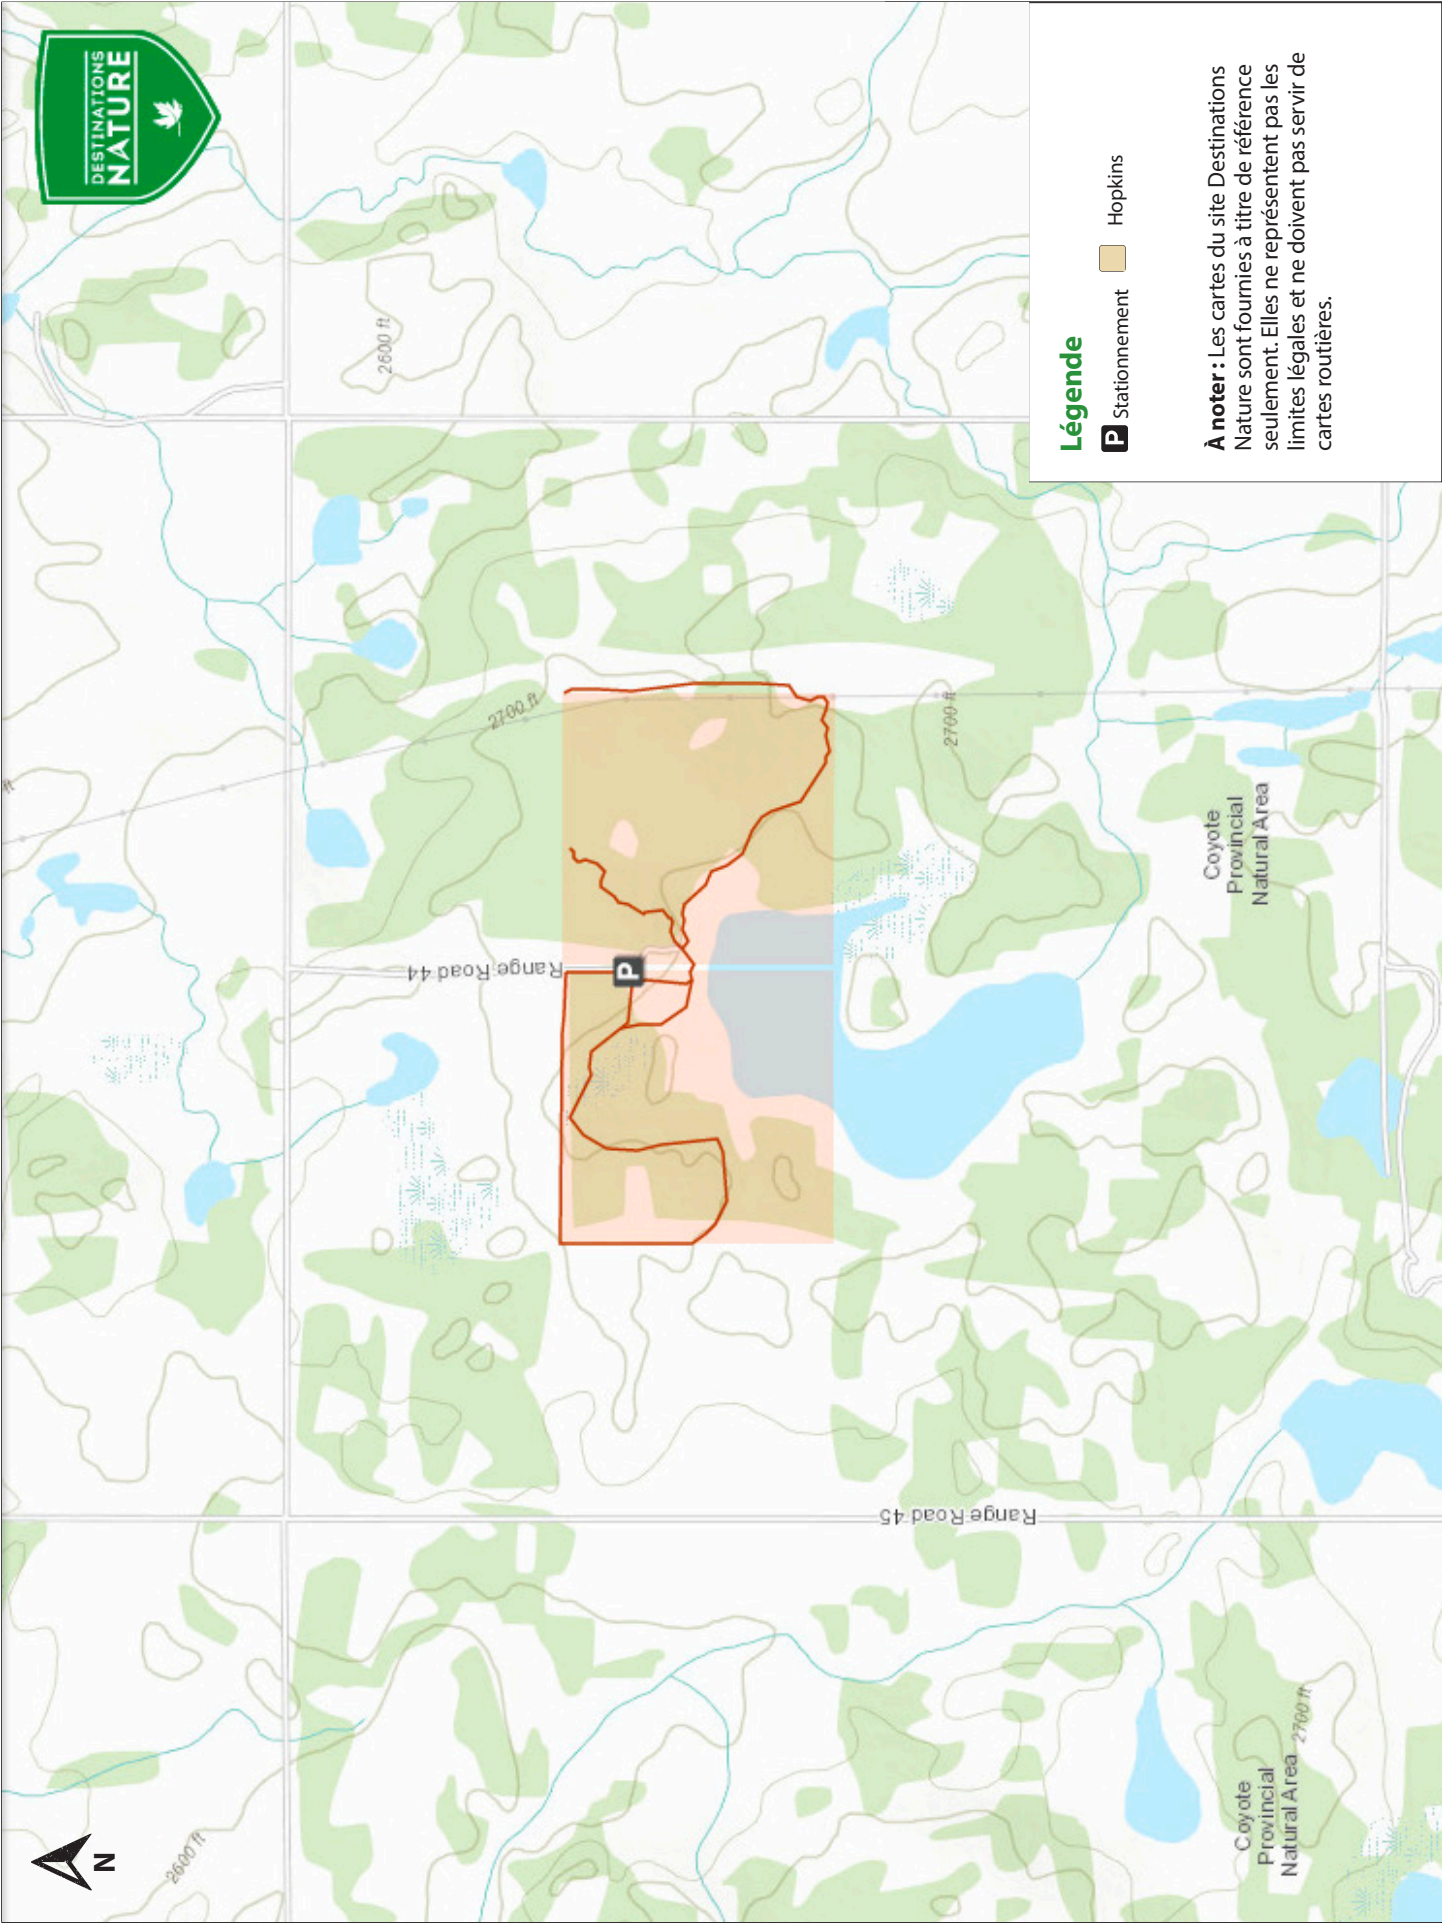 DESTINATIONS
NATURE
N
2600 ft
2600 ft
ft
2700 ft
2700 ft
2700 ft
Range Road 44
P
Range Road 45
Coyote
Provincial
Natural Area
Coyote
Provincial
Natural Area
Légende
P Stationnement
Hopkins
À noter : Les cartes du site Destinations
Nature sont fournies à titre de référence
seulement. Elles ne représentent pas les
limites légales et ne doivent pas servir de
cartes routières.